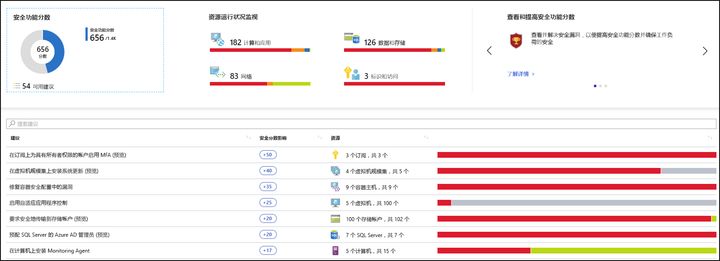 安全功能分数
656
分数
安全功能分数
656 /1.4K
54 可用建议
资源运行状况监视
182 计算和应用
126 数据和存储
83 网络
3 标识和访问
查看和提高安全功能分数
查看并解决安全漏洞，以便提高安全功能分数并确保工作负
荷的安全
了解详情 ›
搜索建议
建议 安全分数影响 资源
在订阅上为具有所有者权限的帐户启用 MFA (预览) +50 3 个订阅，共 3 个
在虚拟机规模集上安装系统更新 (预览) +40 4 个虚拟机规模集，共 5 个
修复容器安全配置中的漏洞 +35 9 个容器主机，共 9 个
启用自适应应用程序控制 +25 5 个虚拟机，共 100 个
要求安全地传输到存储帐户 (预览) +20 100 个存储帐户，共 102 个
预配 SQL Server 的 Azure AD 管理员 (预览) +20 7 个 SQL Server，共 7 个
在计算机上安装 Monitoring Agent +17 5 个计算机，共 15 个